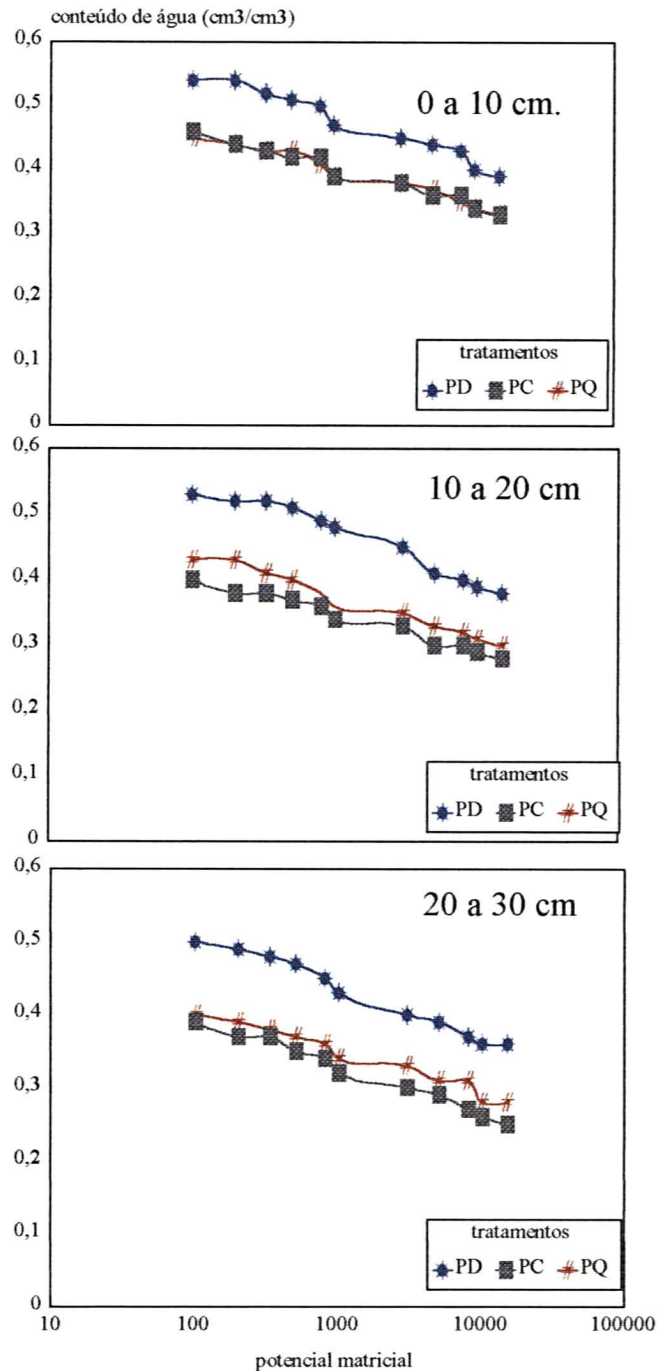 conteúdo de água (cm3/cm3)
0,6
0,5
0,4
0,3
0,2
0,1
0
0 a 10 cm.
tratamentos
PD PC PQ
0,6
0,5
0,4
0,3
0,2
0,1
0
10 a 20 cm
tratamentos
PD PC PQ
0,6
0,5
0,4
0,3
0,2
0,1
0
20 a 30 cm
tratamentos
PD PC PQ
10 100 1000 10000 100000
potencial matricial